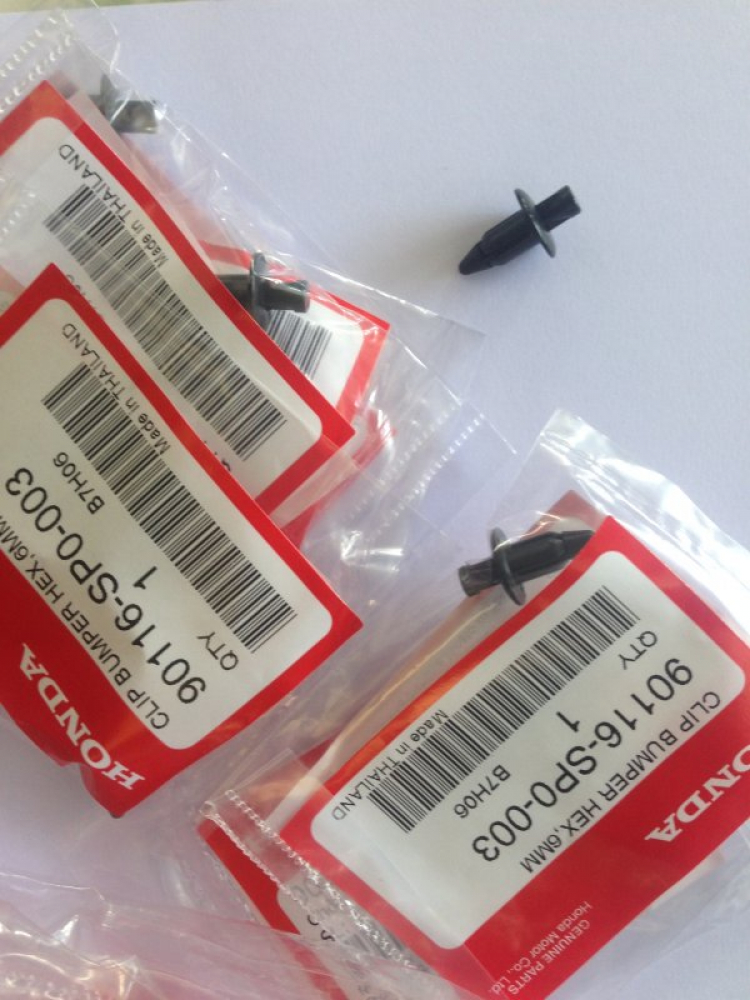 Made in THAILAND
Made in THAILAND
B7H06
QTY
1
90116-SP0-003
CLIP BUMPER HEX,6MM
HONDA
Made in THAILAND
B7H06
QTY
1
90116-SP0-003
CLIP BUMPER HEX,6MM
HONDA
GENUINE PARTS
Honda Motor Co., Ltd.